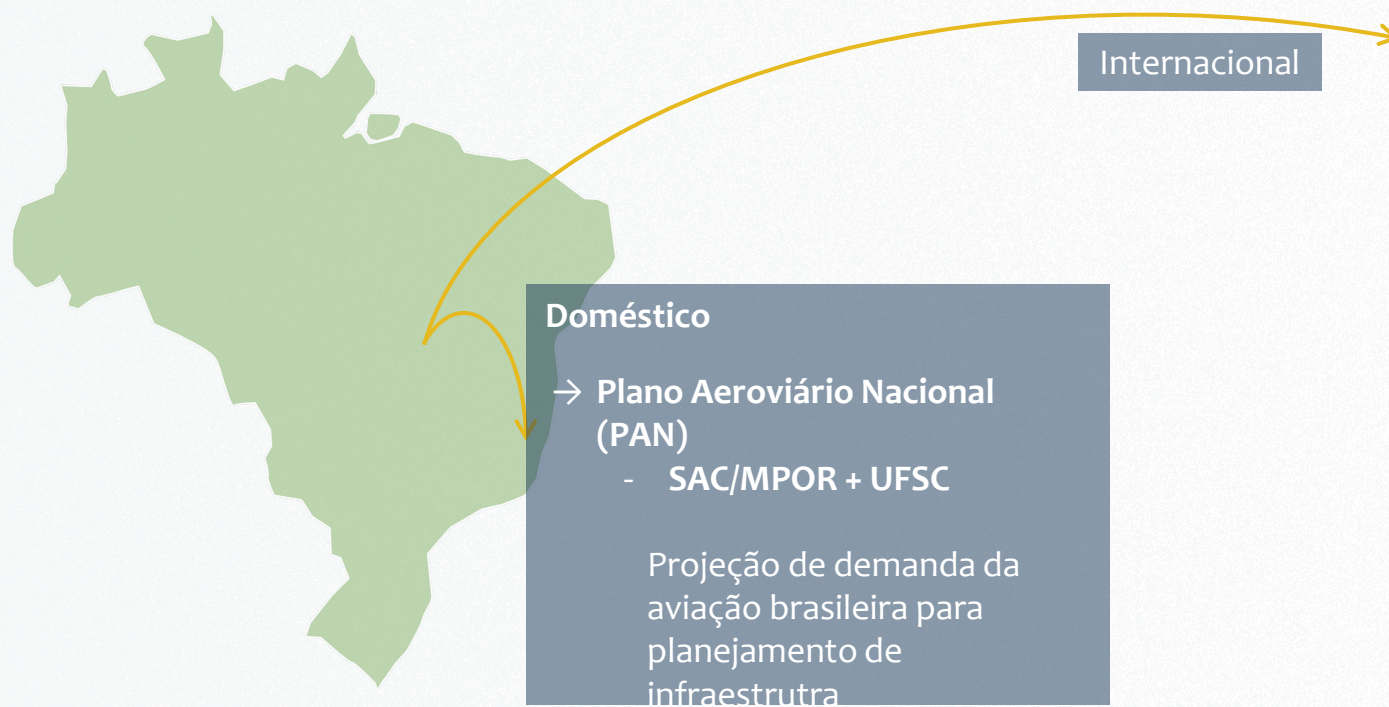 Internacional
Doméstico
→ Plano Aeroviário Nacional
(PAN)
- SAC/MPOR + UFSC
Projeção de demanda da
aviação brasileira para
planejamento de
infraestrutra